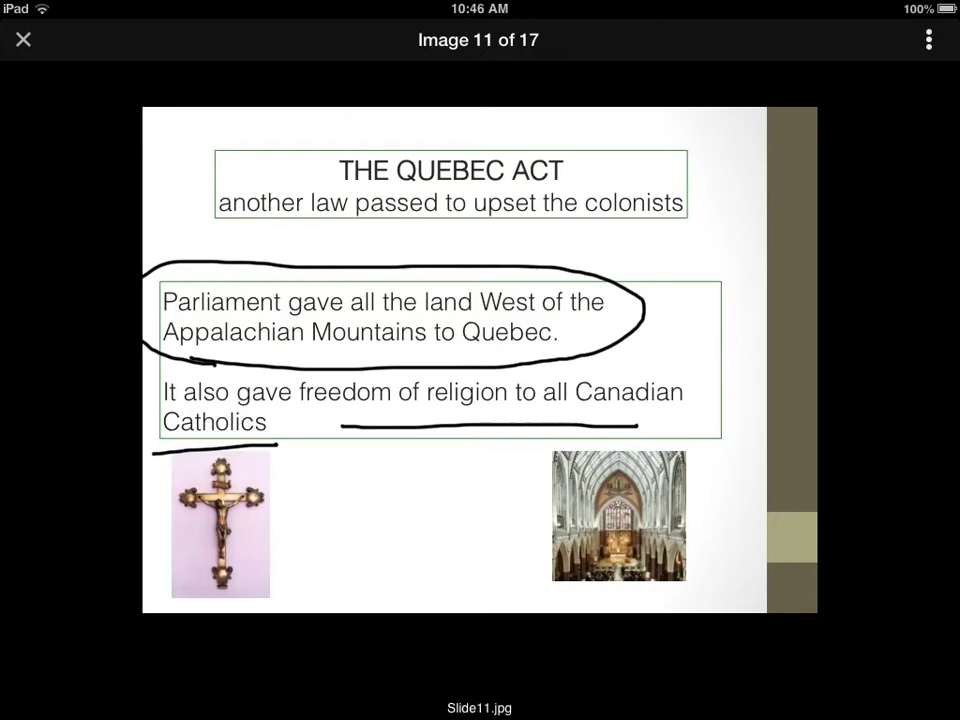 iPad 10:46 AM 100%
Image 11 of 17
THE QUEBEC ACT
another law passed to upset the colonists
Parliament gave all the land West of the
Appalachian Mountains to Quebec.
It also gave freedom of religion to all Canadian
Catholics
Slide11.jpg